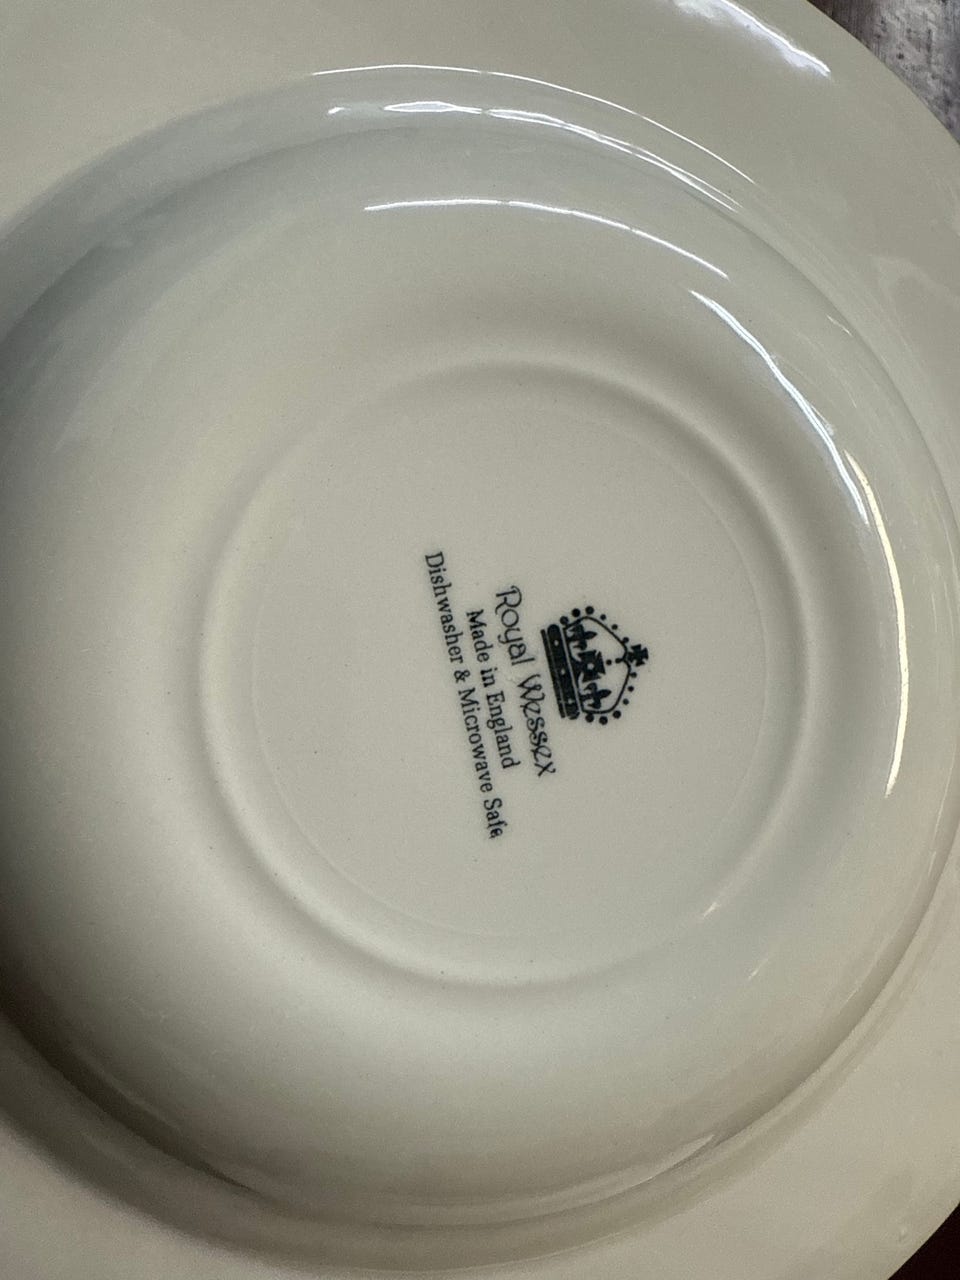 Royal Wessex
Made in England
Dishwasher & Microwave Safe